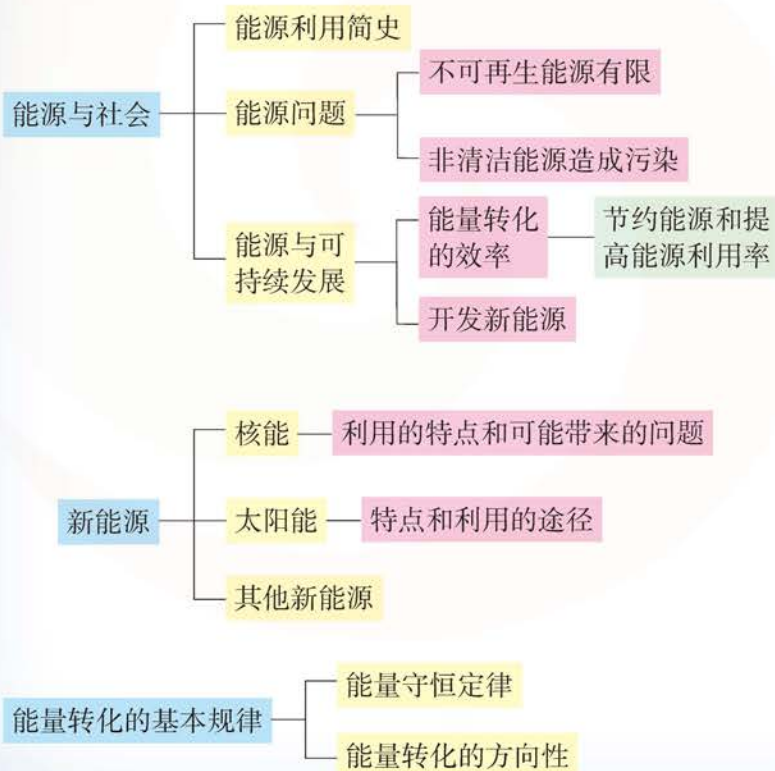 能源利用简史
不可再生能源有限
能源与社会
能源问题
非清洁能源造成污染
能源与可
持续发展
能量转化
的效率
节约能源和提
高能源利用率
开发新能源
核能
利用的特点和可能带来的问题
新能源
太阳能
特点和利用的途径
其他新能源
能量守恒定律
能量转化的基本规律
能量转化的方向性